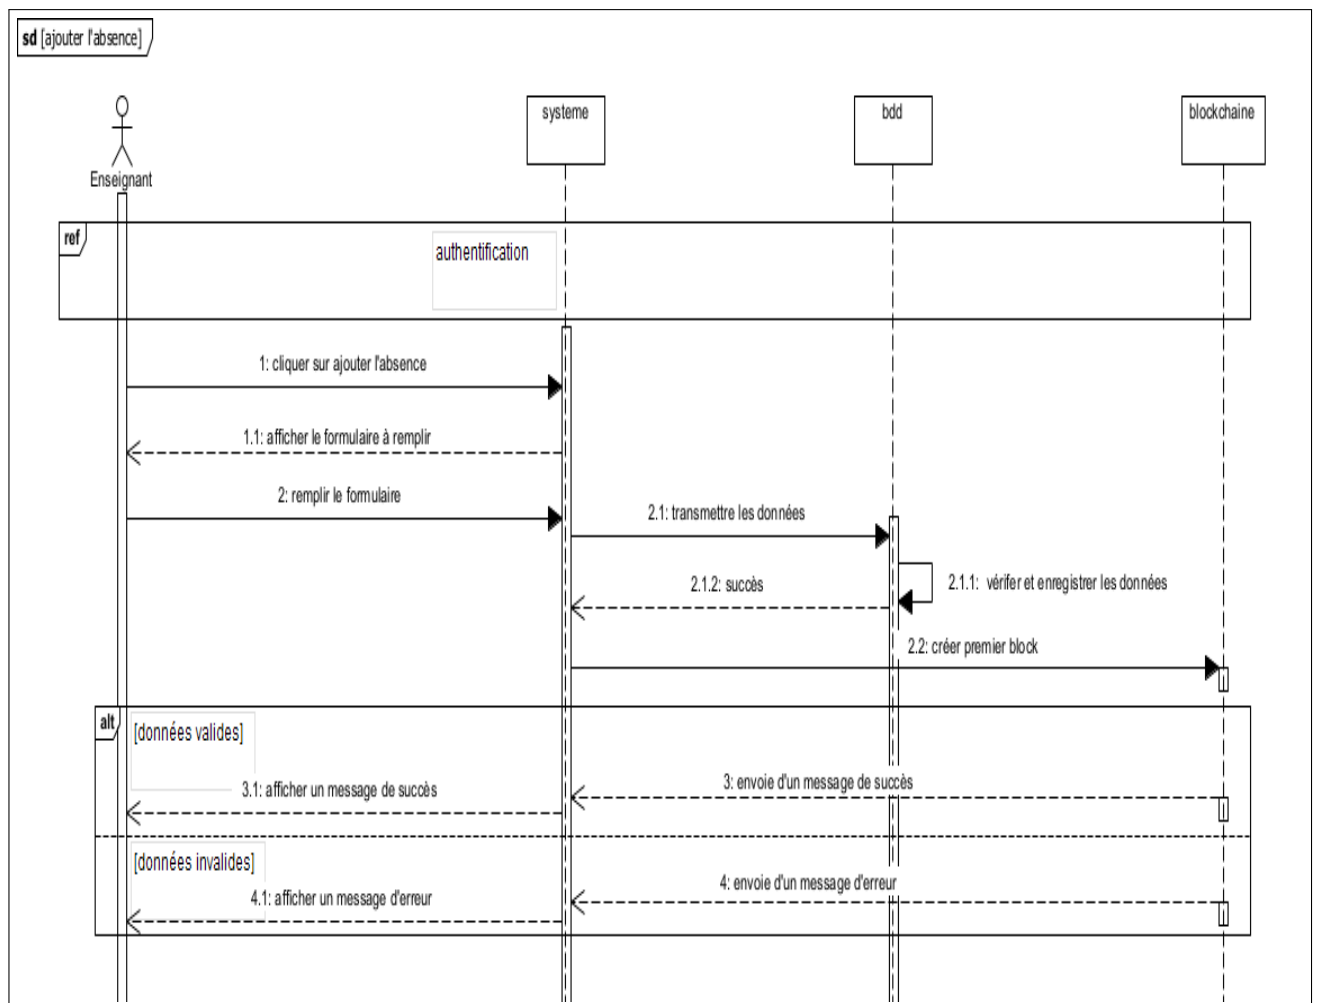 sd [ajouter l'absence]
systeme
bdd
blockchaine
Enseignant
ref
authentification
1: cliquer sur ajouter l'absence
1.1: afficher le formulaire à remplir
2: remplir le formulaire
2.1: transmettre les données
2.1.1: vérifer et enregistrer les données
2.1.2: succès
2.2: créer premier block
alt
[données valides]
3: envoie d'un message de succès
3.1: afficher un message de succès
[données invalides]
4: envoie d'un message d'erreur
4.1: afficher un message d'erreur